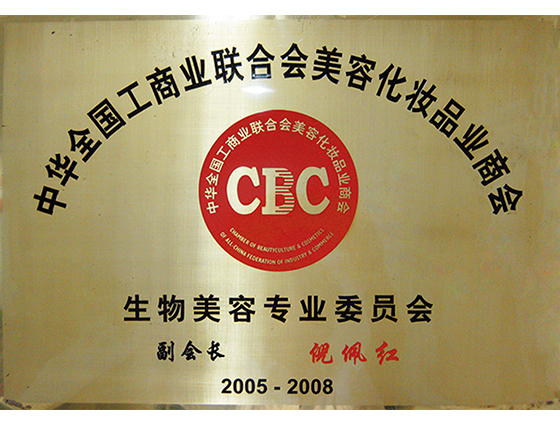 中华全国工商业联合会美容化妆品业商会
中华全国工商业联合会美容化妆品业商会
CBC
CHAMBER OF BEAUTYCULTURE & COSMETICS
OF ALL-CHINA FEDERATION OF INDUSTRY & COMMERCE
生物美容专业委员会
副会长 倪佩红
2005 - 2008